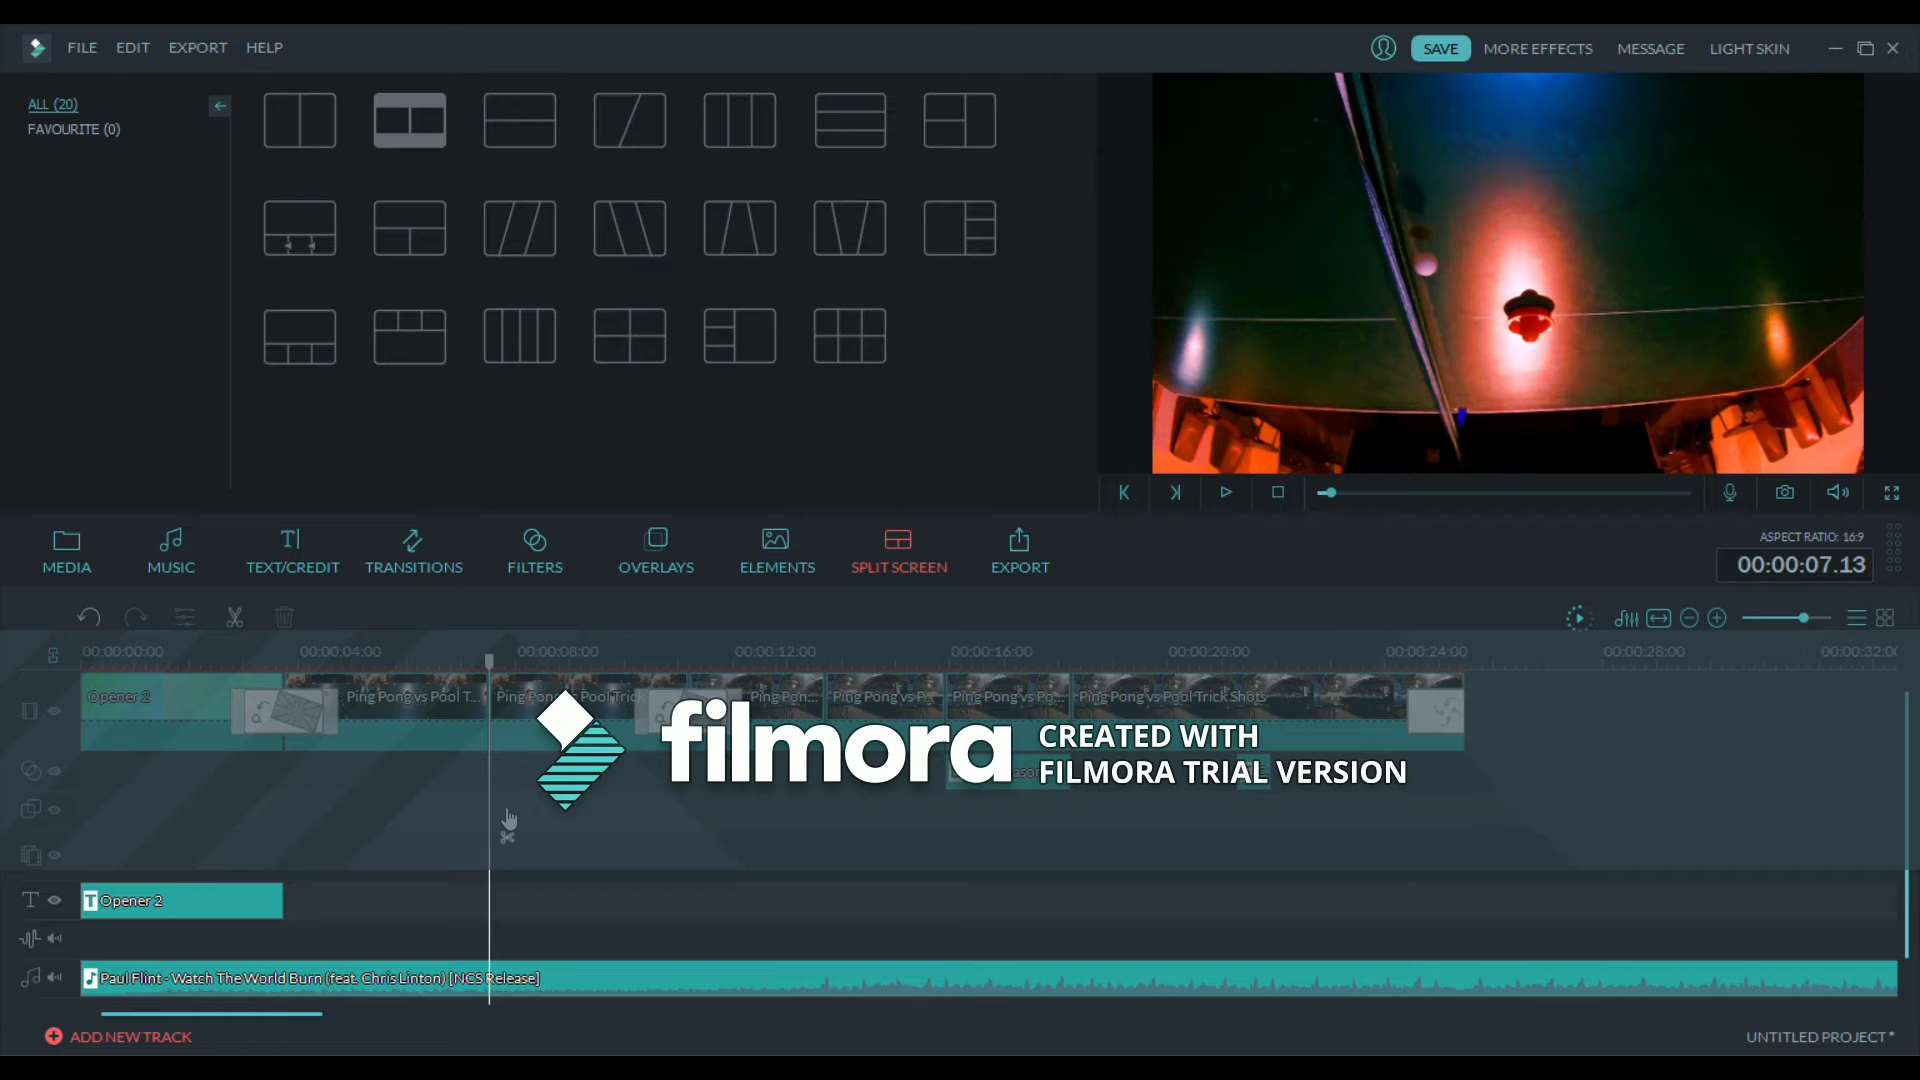 FILE EDIT EXPORT HELP
SAVE MORE EFFECTS MESSAGE LIGHT SKIN
ALL (20)
FAVOURITE (0)
MEDIA MUSIC TEXT/CREDIT TRANSITIONS FILTERS OVERLAYS ELEMENTS SPLIT SCREEN EXPORT
ASPECT RATIO: 16:9
00:00:07.13
00:00:00:00 00:00:04:00 00:00:08:00 00:00:12:00 00:00:16:00 00:00:20:00 00:00:24:00 00:00:28:00 00:00:32:0
Opener 2 Ping Pong vs Pool T... Ping Pong vs Pool Trick Ping Pon... Ping Pong vs P... Ping Pong vs Po... Ping Pong vs Pool Trick Shots
filmora
CREATED WITH
FILMORA TRIAL VERSION
Opener 2
Paul Flint - Watch The World Burn (feat. Chris Linton) [NCS Release]
ADD NEW TRACK
UNTITLED PROJECT *